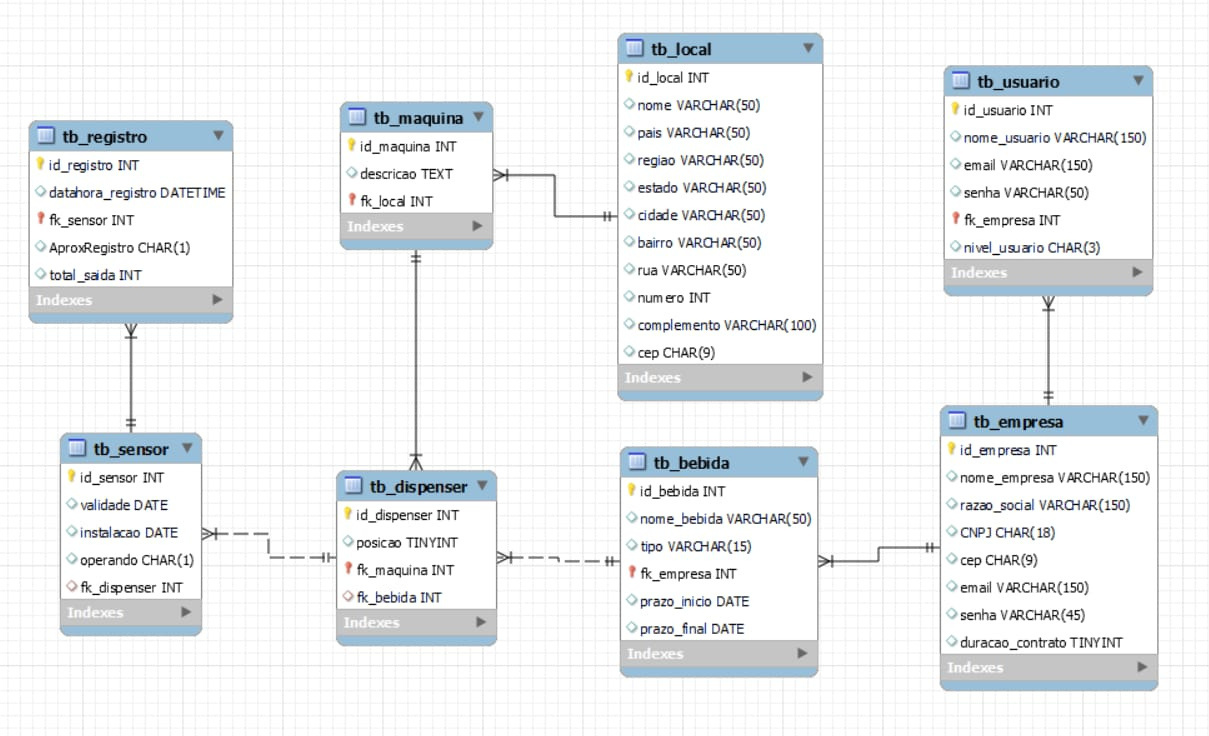 tb_registro
id_registro INT
datahora_registro DATETIME
fk_sensor INT
AproxRegistro CHAR(1)
total_saida INT
Indexes
tb_maquina
id_maquina INT
descricao TEXT
fk_local INT
Indexes
tb_local
id_local INT
nome VARCHAR(50)
pais VARCHAR(50)
regiao VARCHAR(50)
estado VARCHAR(50)
cidade VARCHAR(50)
bairro VARCHAR(50)
rua VARCHAR(50)
numero INT
complemento VARCHAR(100)
cep CHAR(9)
Indexes
tb_usuario
id_usuario INT
nome_usuario VARCHAR(150)
email VARCHAR(150)
senha VARCHAR(50)
fk_empresa INT
nivel_usuario CHAR(3)
Indexes
tb_sensor
id_sensor INT
validade DATE
instalacao DATE
operando CHAR(1)
fk_dispenser INT
Indexes
tb_dispenser
id_dispenser INT
posicao TINYINT
fk_maquina INT
fk_bebida INT
Indexes
tb_bebida
id_bebida INT
nome_bebida VARCHAR(50)
tipo VARCHAR(15)
fk_empresa INT
prazo_inicio DATE
prazo_final DATE
Indexes
tb_empresa
id_empresa INT
nome_empresa VARCHAR(150)
razao_social VARCHAR(150)
CNPJ CHAR(18)
cep CHAR(9)
email VARCHAR(150)
senha VARCHAR(45)
duracao_contrato TINYINT
Indexes